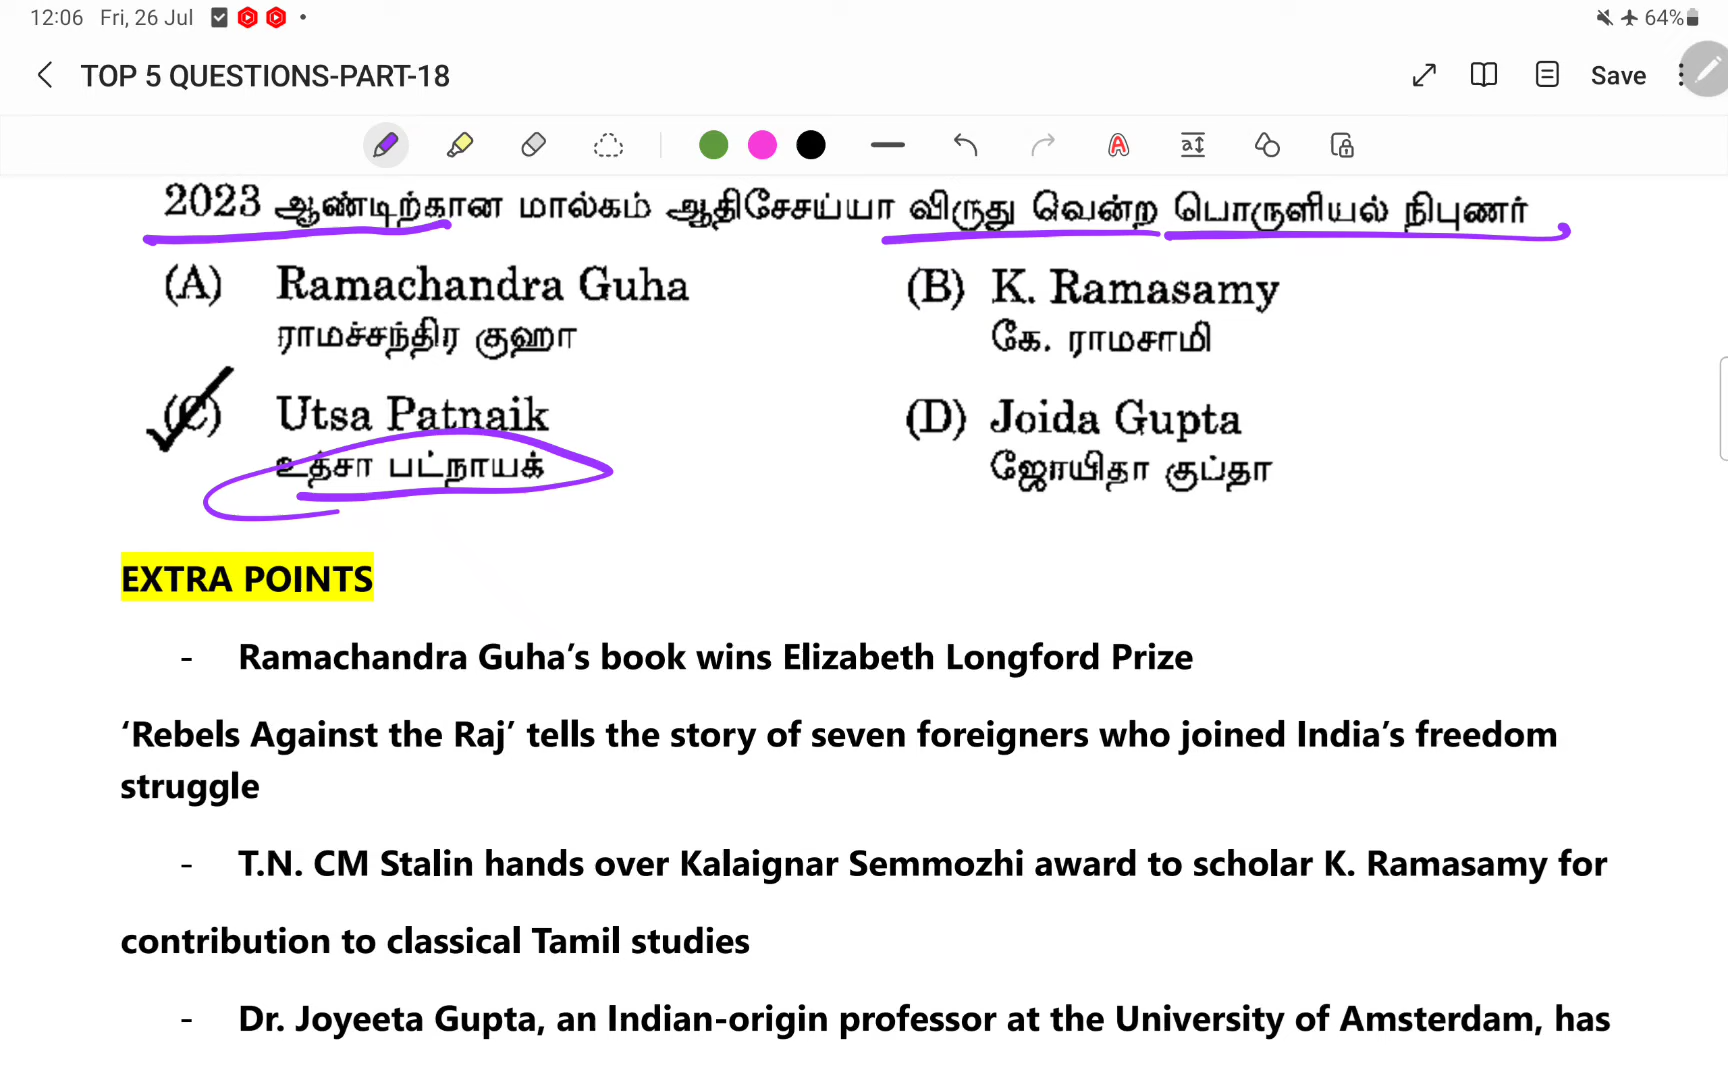 12:06 Fri, 26 Jul 64%
TOP 5 QUESTIONS-PART-18 Save
2023 ஆண்டிற்கான மால்கம் ஆதிசேசய்யா விருது வென்ற பொருளியல் நிபுணர்
(A) Ramachandra Guha (B) K. Ramasamy
ராமச்சந்திர குஹா கே. ராமசாமி
(C) Utsa Patnaik (D) Joida Gupta
உத்சா பட்நாயக் ஜோயிதா குப்தா
EXTRA POINTS
- Ramachandra Guha’s book wins Elizabeth Longford Prize
‘Rebels Against the Raj’ tells the story of seven foreigners who joined India’s freedom
struggle
- T.N. CM Stalin hands over Kalaignar Semmozhi award to scholar K. Ramasamy for
contribution to classical Tamil studies
- Dr. Joyeeta Gupta, an Indian-origin professor at the University of Amsterdam, has